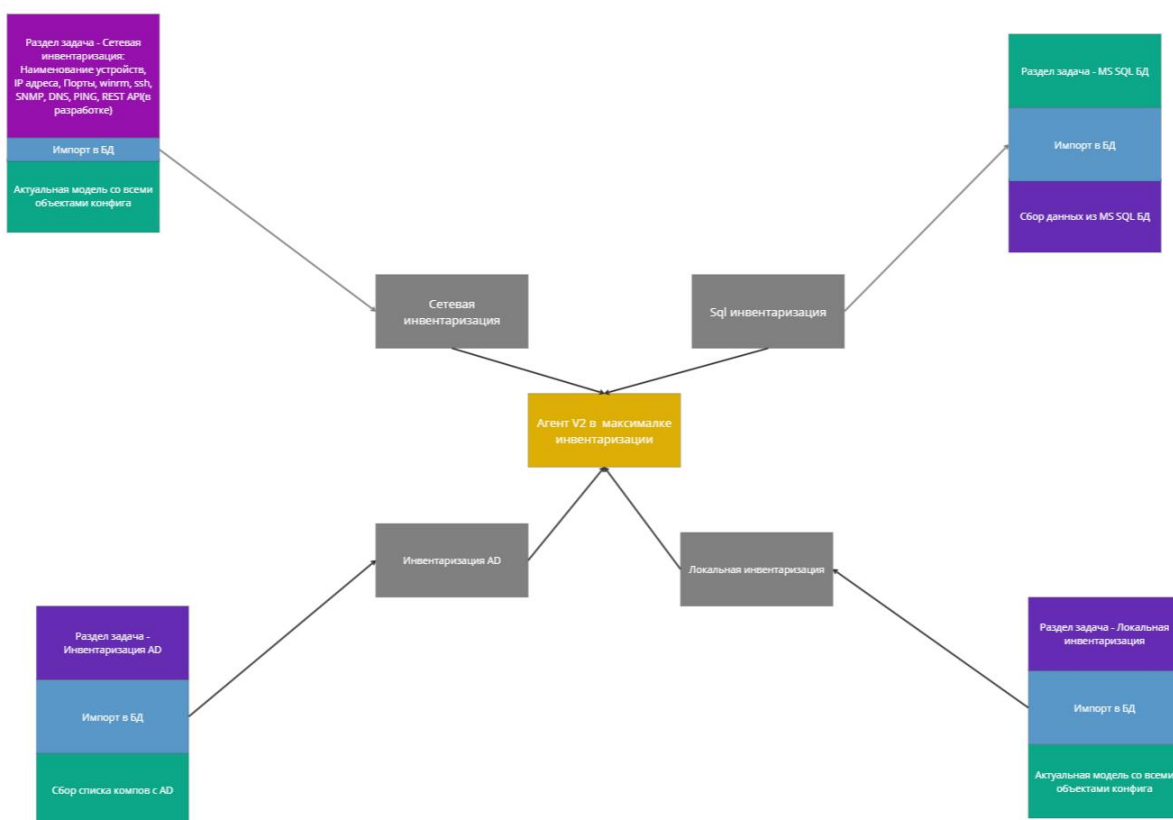 Раздел задача - Сетевая
инвентаризация:
Наименование устройств,
IP адреса, Порты, winrm, ssh,
SNMP, DNS, PING, REST API(в
разработке)
Импорт в БД
Актуальная модель со всеми
объектами конфига
Раздел задача - MS SQL БД
Импорт в БД
Сбор данных из MS SQL БД
Сетевая
инвентаризация
Sql инвентаризация
Агент V2 в максималке
инвентаризации
Инвентаризация AD
Локальная инвентаризация
Раздел задача -
Инвентаризация AD
Импорт в БД
Сбор списка компов с AD
Раздел задача - Локальная
инвентаризация
Импорт в БД
Актуальная модель со всеми
объектами конфига